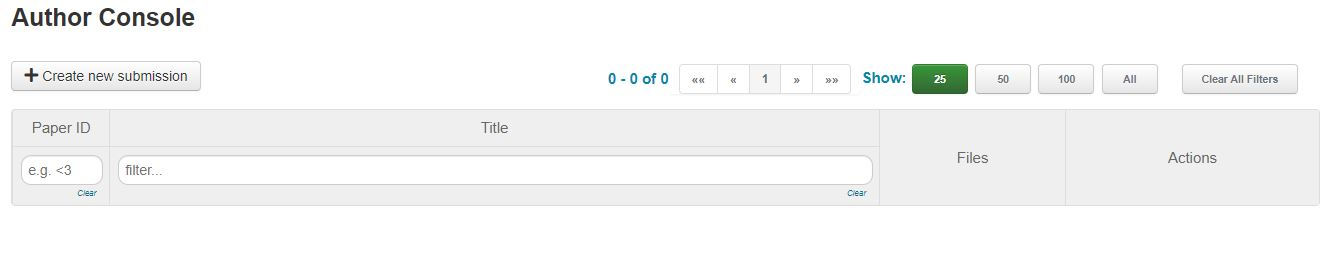 Author Console
Create new submission
0 - 0 of 0 «« « 1 » »» Show: 25 50 100 All Clear All Filters
Paper ID Title Files Actions
e.g. <3 filter...
Clear Clear